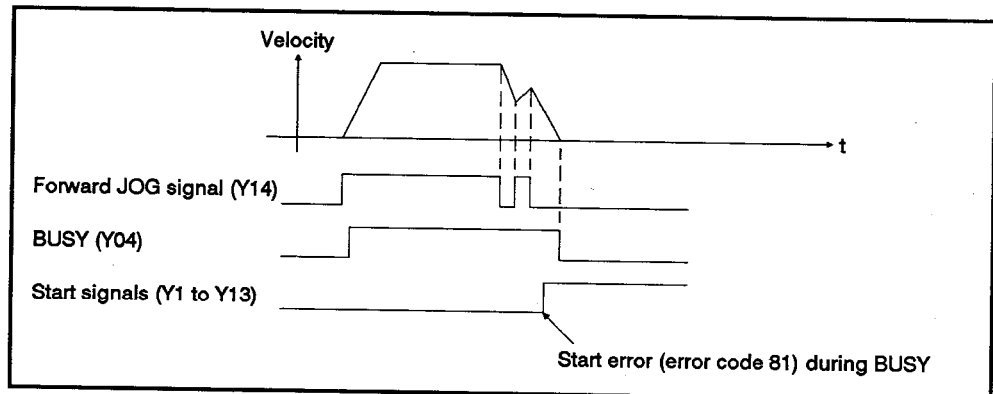 Velocity
t
Forward JOG signal (Y14)
BUSY (Y04)
Start signals (Y1 to Y13)
Start error (error code 81) during BUSY